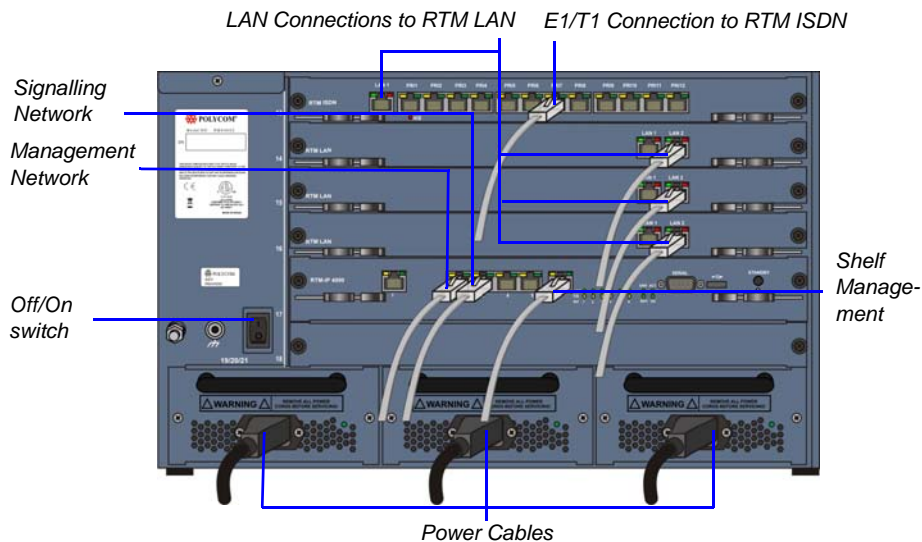 LAN Connections to RTM LAN
E1/T1 Connection to RTM ISDN
Signalling
Network
Management
Network
Off/On
switch
Shelf
Manage-
ment
Power Cables
POLYCOM
LAN 1 PRI1 PRI2 PRI3 PRI4 PRI5 PRI6 PRI7 PRI8 PRI9 PRI10 PRI11 PRI12
RTM ISDN
13
LAN 1 LAN 2
14
RTM LAN
LAN 1 LAN 2
15
RTM LAN
LAN 1 LAN 2
16
RTM LAN
RTM-IP 4000
SERIAL
STANDBY
POLYCOM
17
18
19/20/21
WARNING
REMOVE ALL POWER
CORDS BEFORE SERVICING
WARNING
REMOVE ALL POWER
CORDS BEFORE SERVICING
WARNING
REMOVE ALL POWER
CORDS BEFORE SERVICING